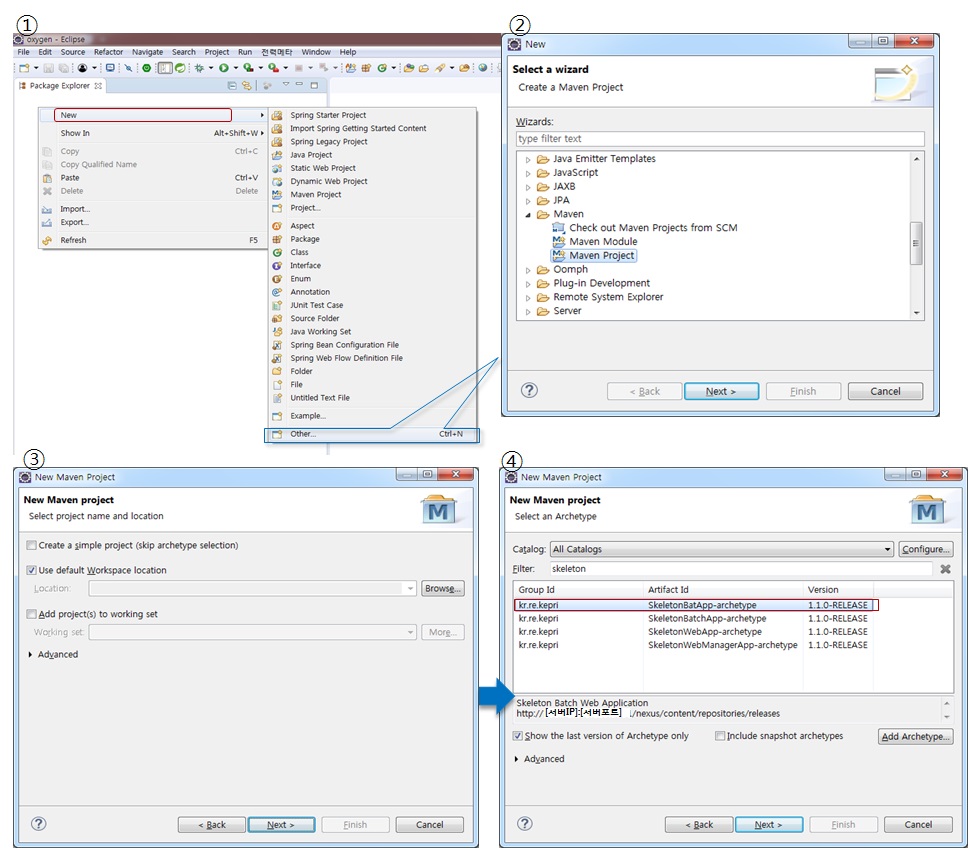 ①
oxygen - Eclipse
File Edit Source Refactor Navigate Search Project Run 전력메타 Window Help
Package Explorer
New
Show In Alt+Shift+W
Copy Ctrl+C
Copy Qualified Name
Paste Ctrl+V
Delete Delete
Import...
Export...
Refresh F5
Spring Starter Project
Import Spring Getting Started Content
Spring Legacy Project
Java Project
Static Web Project
Dynamic Web Project
Maven Project
Project...
Aspect
Package
Class
Interface
Enum
Annotation
JUnit Test Case
Source Folder
Java Working Set
Spring Bean Configuration File
Spring Web Flow Definition File
Folder
File
Untitled Text File
Example...
Other... Ctrl+N
②
New
Select a wizard
Create a Maven Project
Wizards:
type filter text
Java Emitter Templates
JavaScript
JAXB
JPA
Maven
Check out Maven Projects from SCM
Maven Module
Maven Project
Oomph
Plug-in Development
Remote System Explorer
Server
? < Back Next > Finish Cancel
③
New Maven Project
New Maven project
Select project name and location
M
Create a simple project (skip archetype selection)
Use default Workspace location
Location: Browse...
Add project(s) to working set
Working set: More...
Advanced
? < Back Next > Finish Cancel
④
New Maven Project
New Maven project
Select an Archetype
M
Catalog: All Catalogs Configure...
Filter: skeleton
Group Id Artifact Id Version
kr.re.kepri SkeletonBatApp-archetype 1.1.0-RELEASE
kr.re.kepri SkeletonBatchApp-archetype 1.1.0-RELEASE
kr.re.kepri SkeletonWebApp-archetype 1.1.0-RELEASE
kr.re.kepri SkeletonWebManagerApp-archetype 1.1.0-RELEASE
Skeleton Batch Web Application
http:// [서버IP]:[서버포트] /nexus/content/repositories/releases
Show the last version of Archetype only Include snapshot archetypes Add Archetype...
Advanced
? < Back Next > Finish Cancel